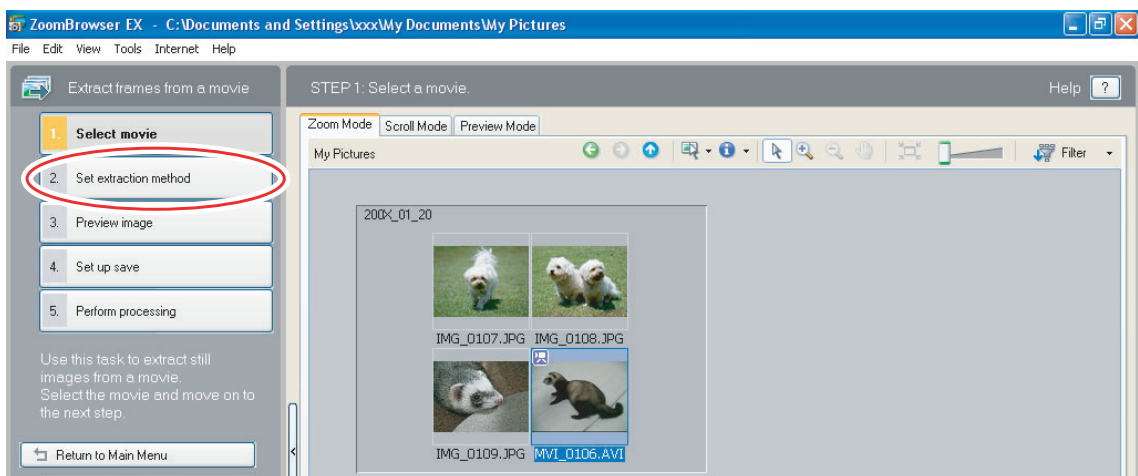 ZoomBrowser EX - C:\Documents and Settings\xxx\My Documents\My Pictures
File Edit View Tools Internet Help
Extract frames from a movie
1. Select movie
2. Set extraction method
3. Preview image
4. Set up save
5. Perform processing
Use this task to extract still
images from a movie.
Select the movie and move on to
the next step.
Return to Main Menu
STEP 1: Select a movie.
Help ?
Zoom Mode Scroll Mode Preview Mode
My Pictures
Filter
200X_01_20
IMG_0107.JPG IMG_0108.JPG
IMG_0109.JPG MVI_0106.AVI